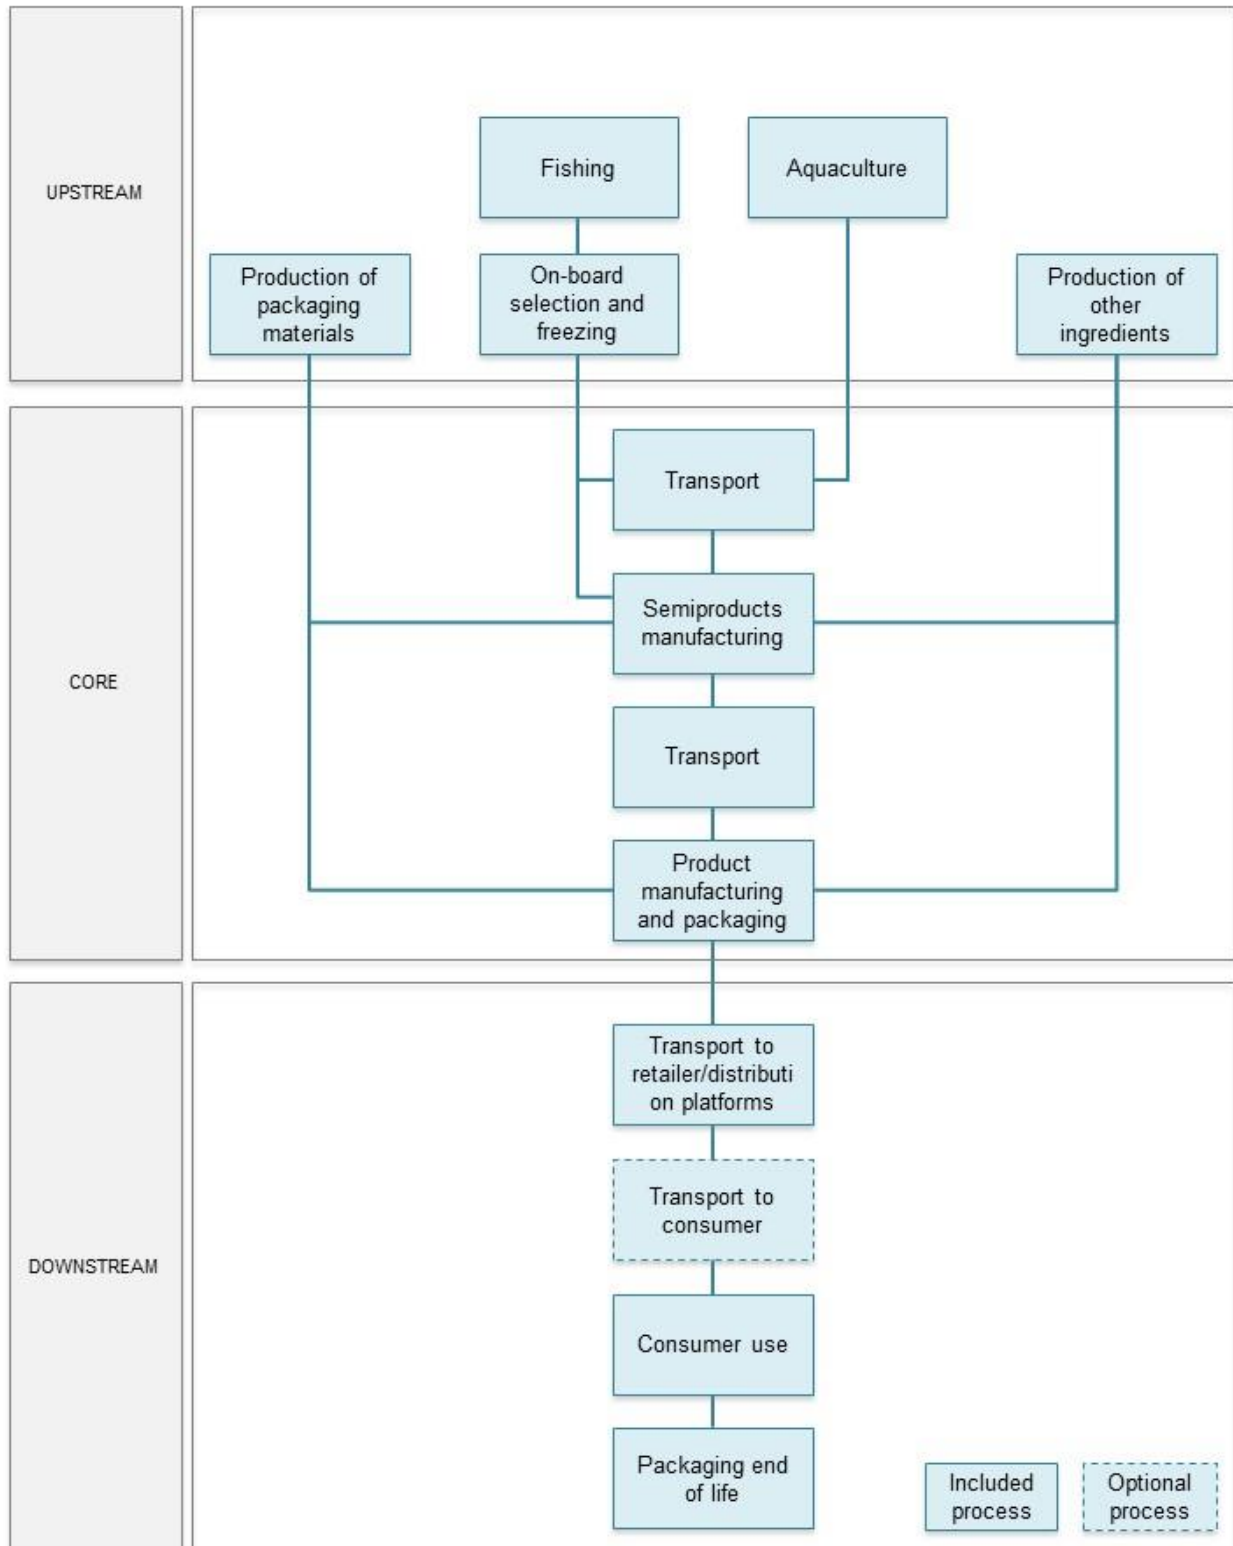 UPSTREAM
Fishing
Aquaculture
Production of
packaging
materials
On-board
selection and
freezing
Production of
other
ingredients
CORE
Transport
Semiproducts
manufacturing
Transport
Product
manufacturing
and packaging
DOWNSTREAM
Transport to
retailer/distributi
on platforms
Transport to
consumer
Consumer use
Packaging end
of life
Included
process
Optional
process